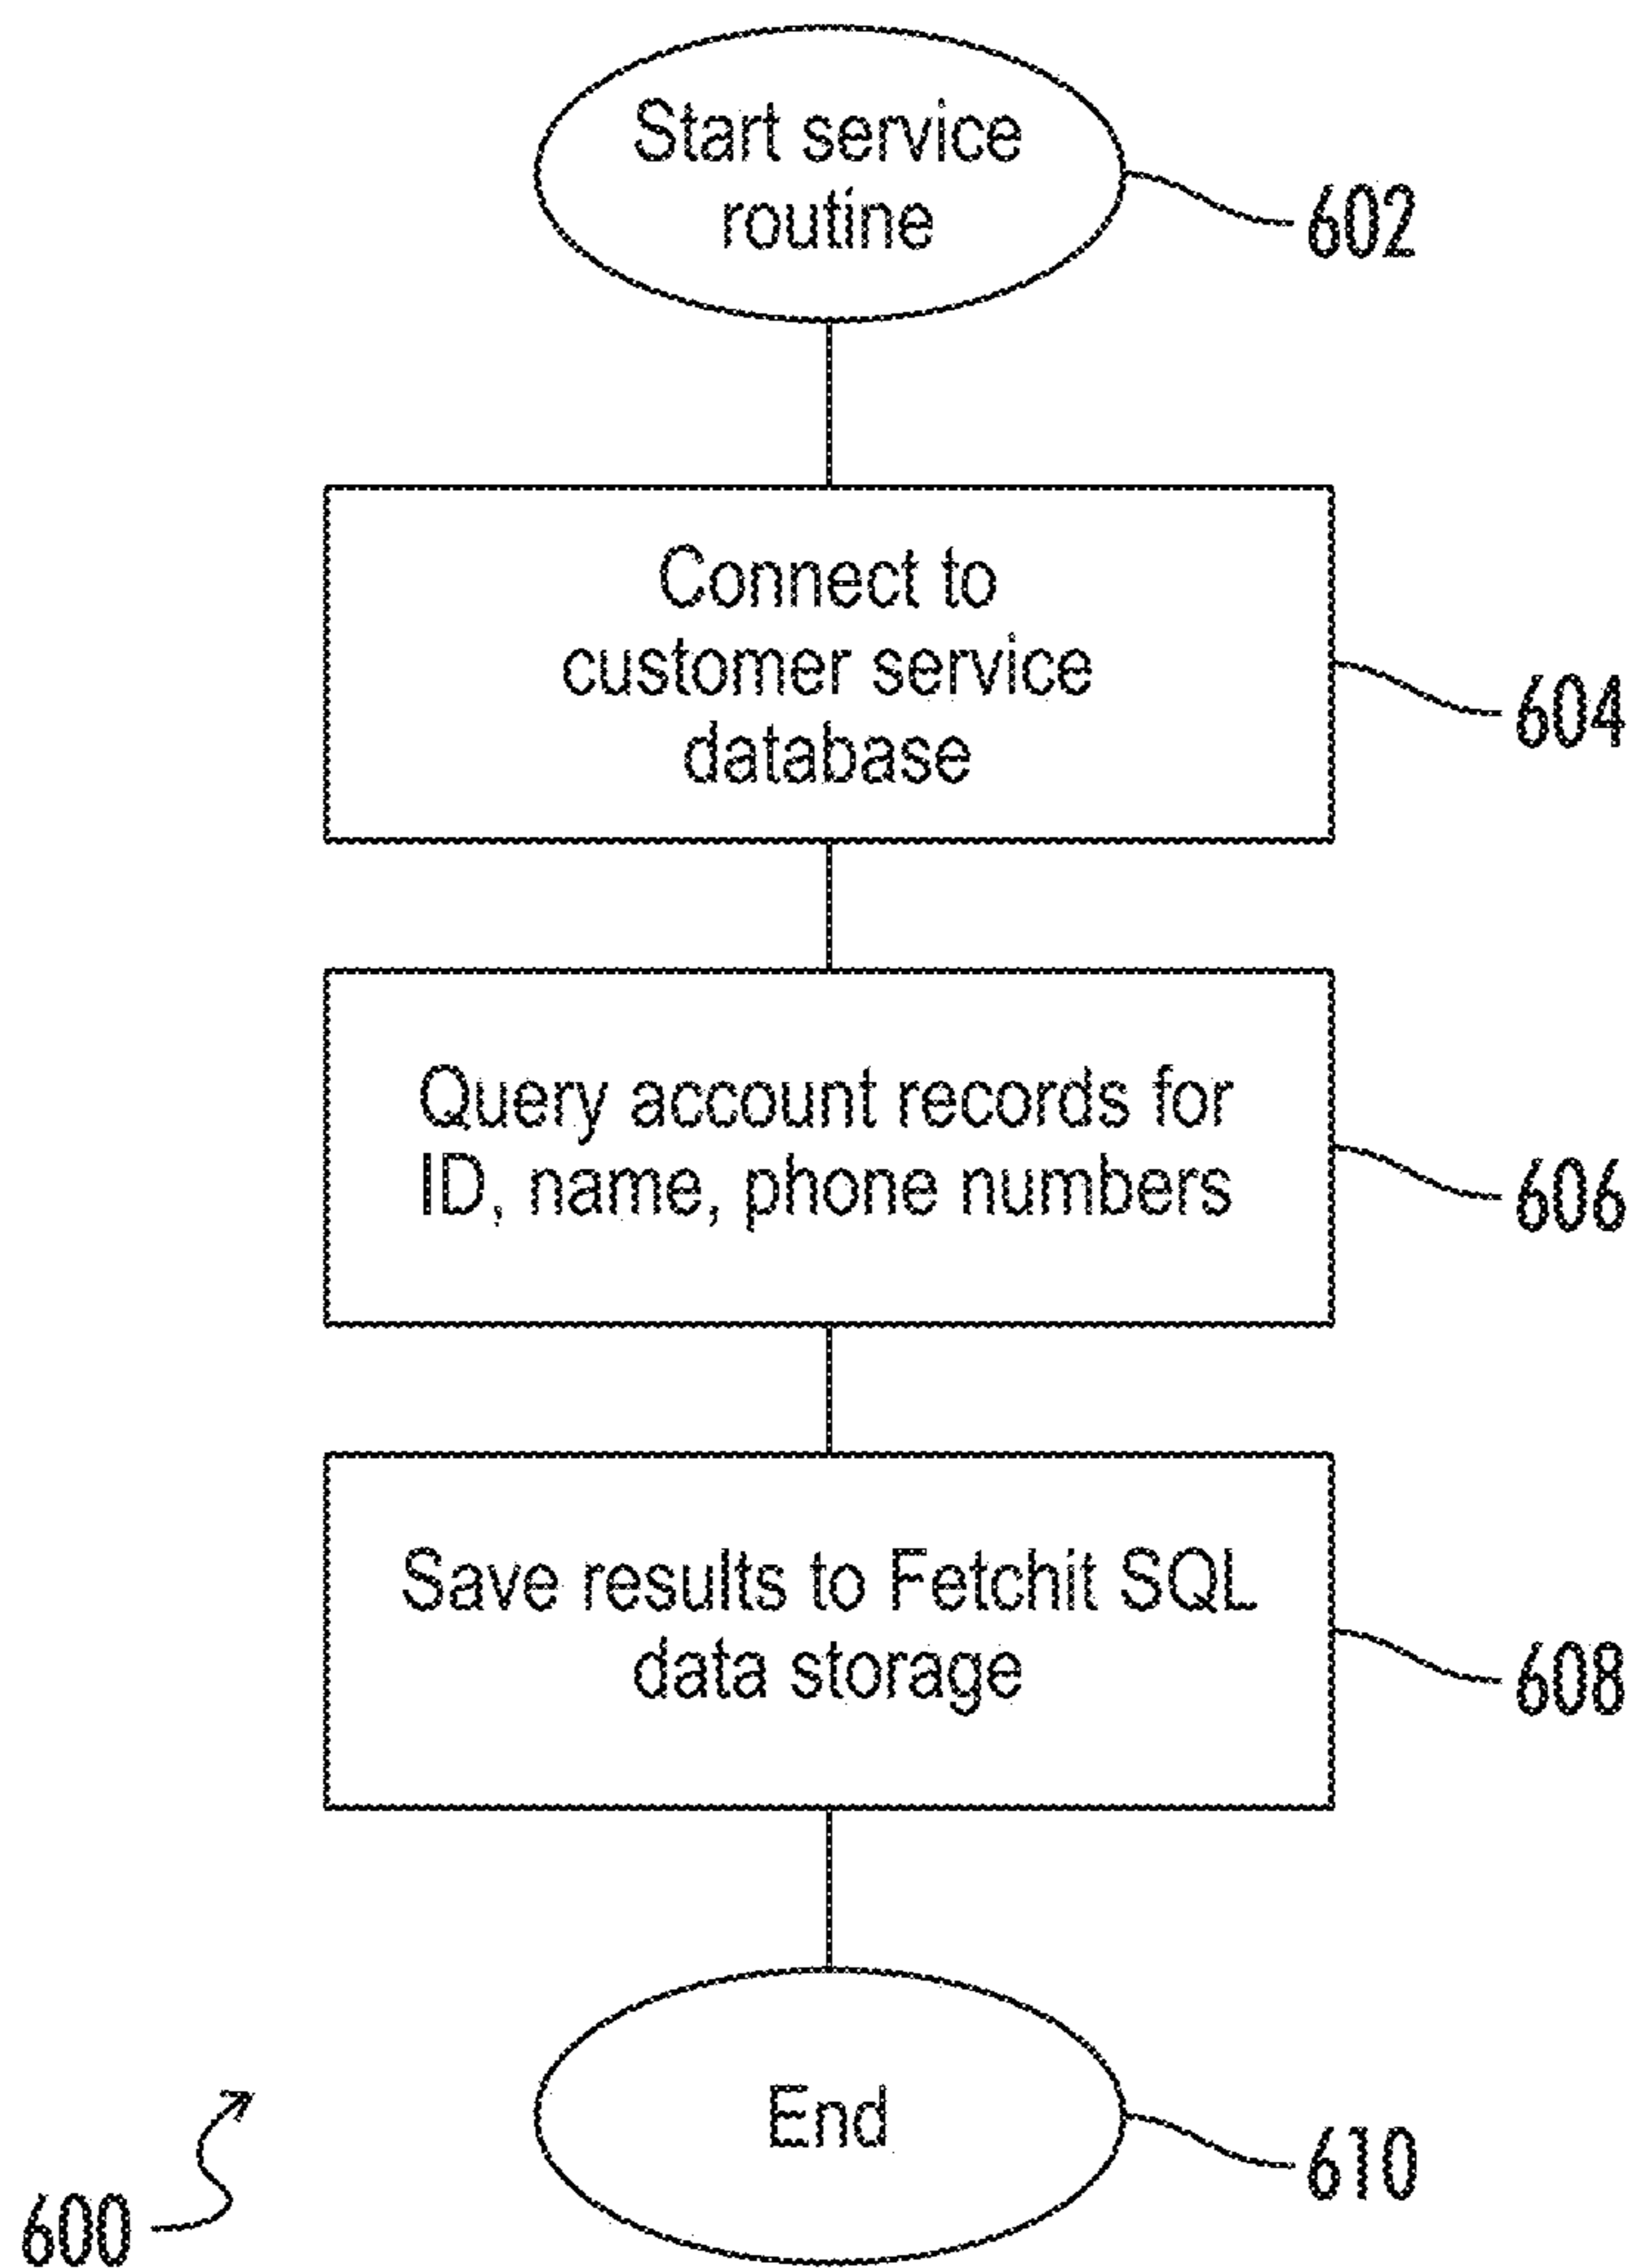 Start service
routine
602
Connect to
customer service
database
604
Query account records for
ID, name, phone numbers
606
Save results to Fetchit SQL
data storage
608
End
610
600